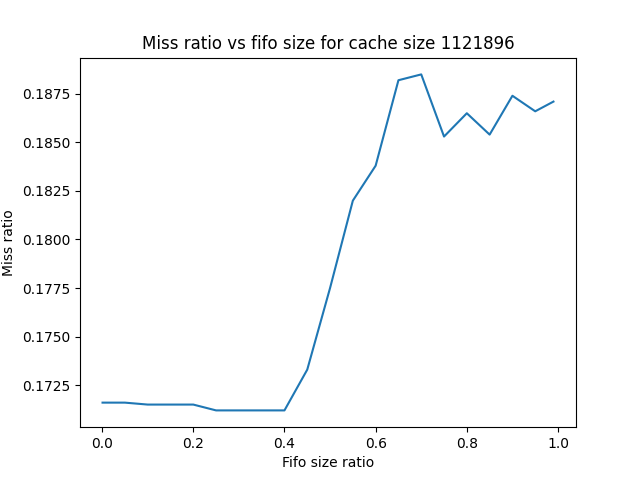 Miss ratio vs fifo size for cache size 1121896
Miss ratio
0.1875
0.1850
0.1825
0.1800
0.1775
0.1750
0.1725
0.0 0.2 0.4 0.6 0.8 1.0
Fifo size ratio